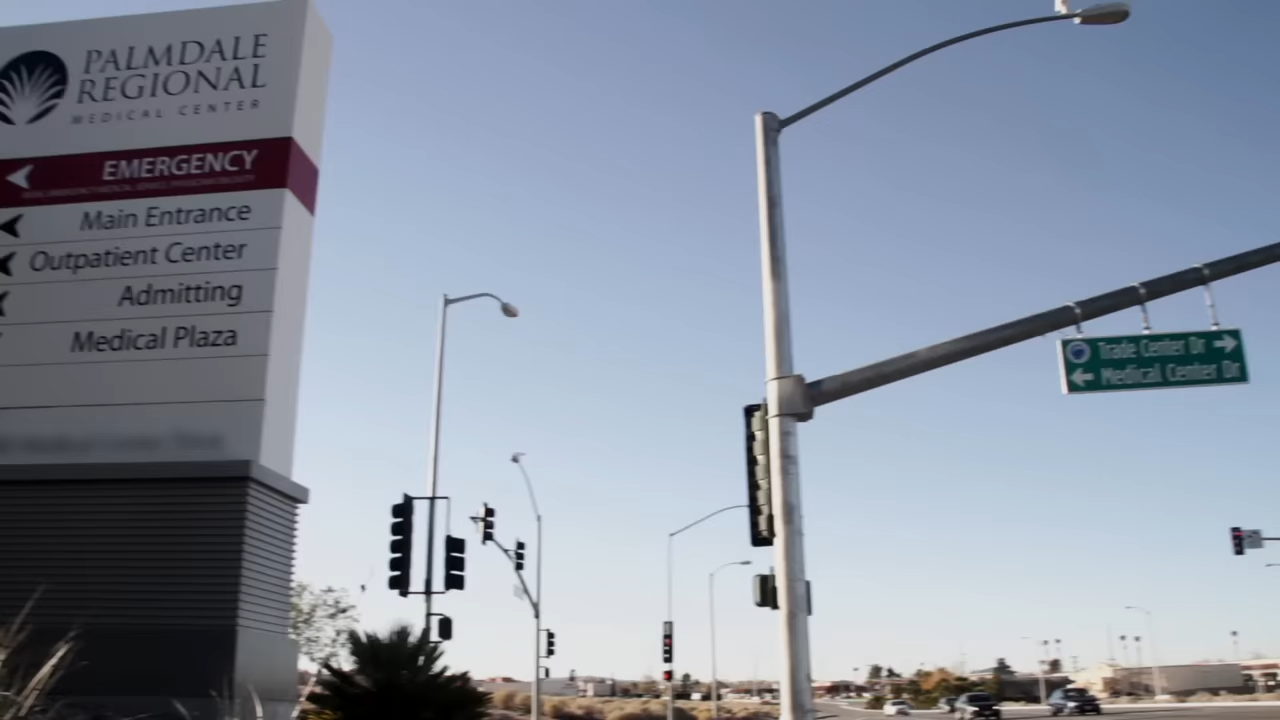 PALMDALE
REGIONAL
MEDICAL CENTER
EMERGENCY
Main Entrance
Outpatient Center
Admitting
Medical Plaza
Trade Center Dr
Medical Center Dr